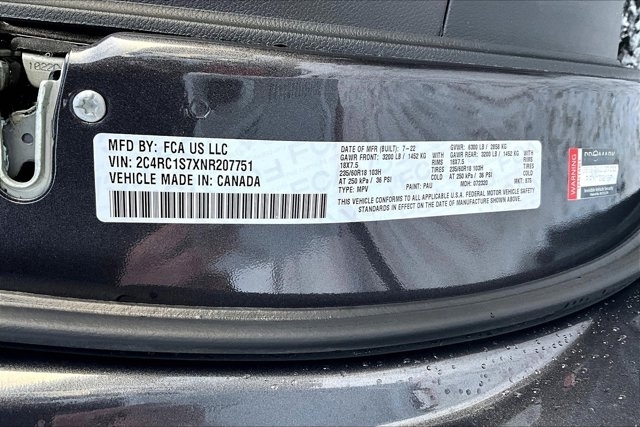 MFD BY: FCA US LLC
VIN: 2C4RC1S7XNR207751
VEHICLE MADE IN: CANADA
DATE OF MFR (BUILT): 7-22 GVWR: 6300 LB / 2858 KG
GAWR FRONT: 3200 LB / 1452 KG WITH GAWR REAR: 3200 LB / 1452 KG WITH
18X7.5 RIMS 18X7.5 RIMS
235/60R18 103H TIRES 235/60R18 103H TIRES
AT 250 kPa / 36 PSI COLD AT 250 kPa / 36 PSI COLD
TYPE: MPV PAINT: PAU MDH: 072320 MKT: 875
THIS VEHICLE CONFORMS TO ALL APPLICABLE U.S.A. FEDERAL MOTOR VEHICLE SAFETY
STANDARDS IN EFFECT ON THE DATE OF MANUFACTURE SHOWN ABOVE.
WARNING